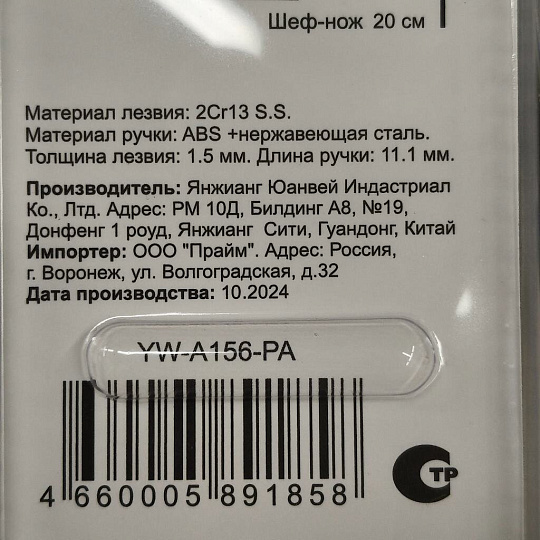 Шеф-нож 20 см
Материал лезвия: 2Cr13 S.S.
Материал ручки: ABS +нержавеющая сталь.
Толщина лезвия: 1.5 мм. Длина ручки: 11.1 мм.
Производитель: Янжианг Юанвей Индастриал
Ко., Лтд. Адрес: РМ 10Д, Билдинг А8, №19,
Донфенг 1 роуд, Янжианг Сити, Гуандонг, Китай
Импортер: ООО "Прайм". Адрес: Россия,
г. Воронеж, ул. Волгоградская, д.32
Дата производства: 10.2024
YW-A156-PA
4 660005 891858
СТР